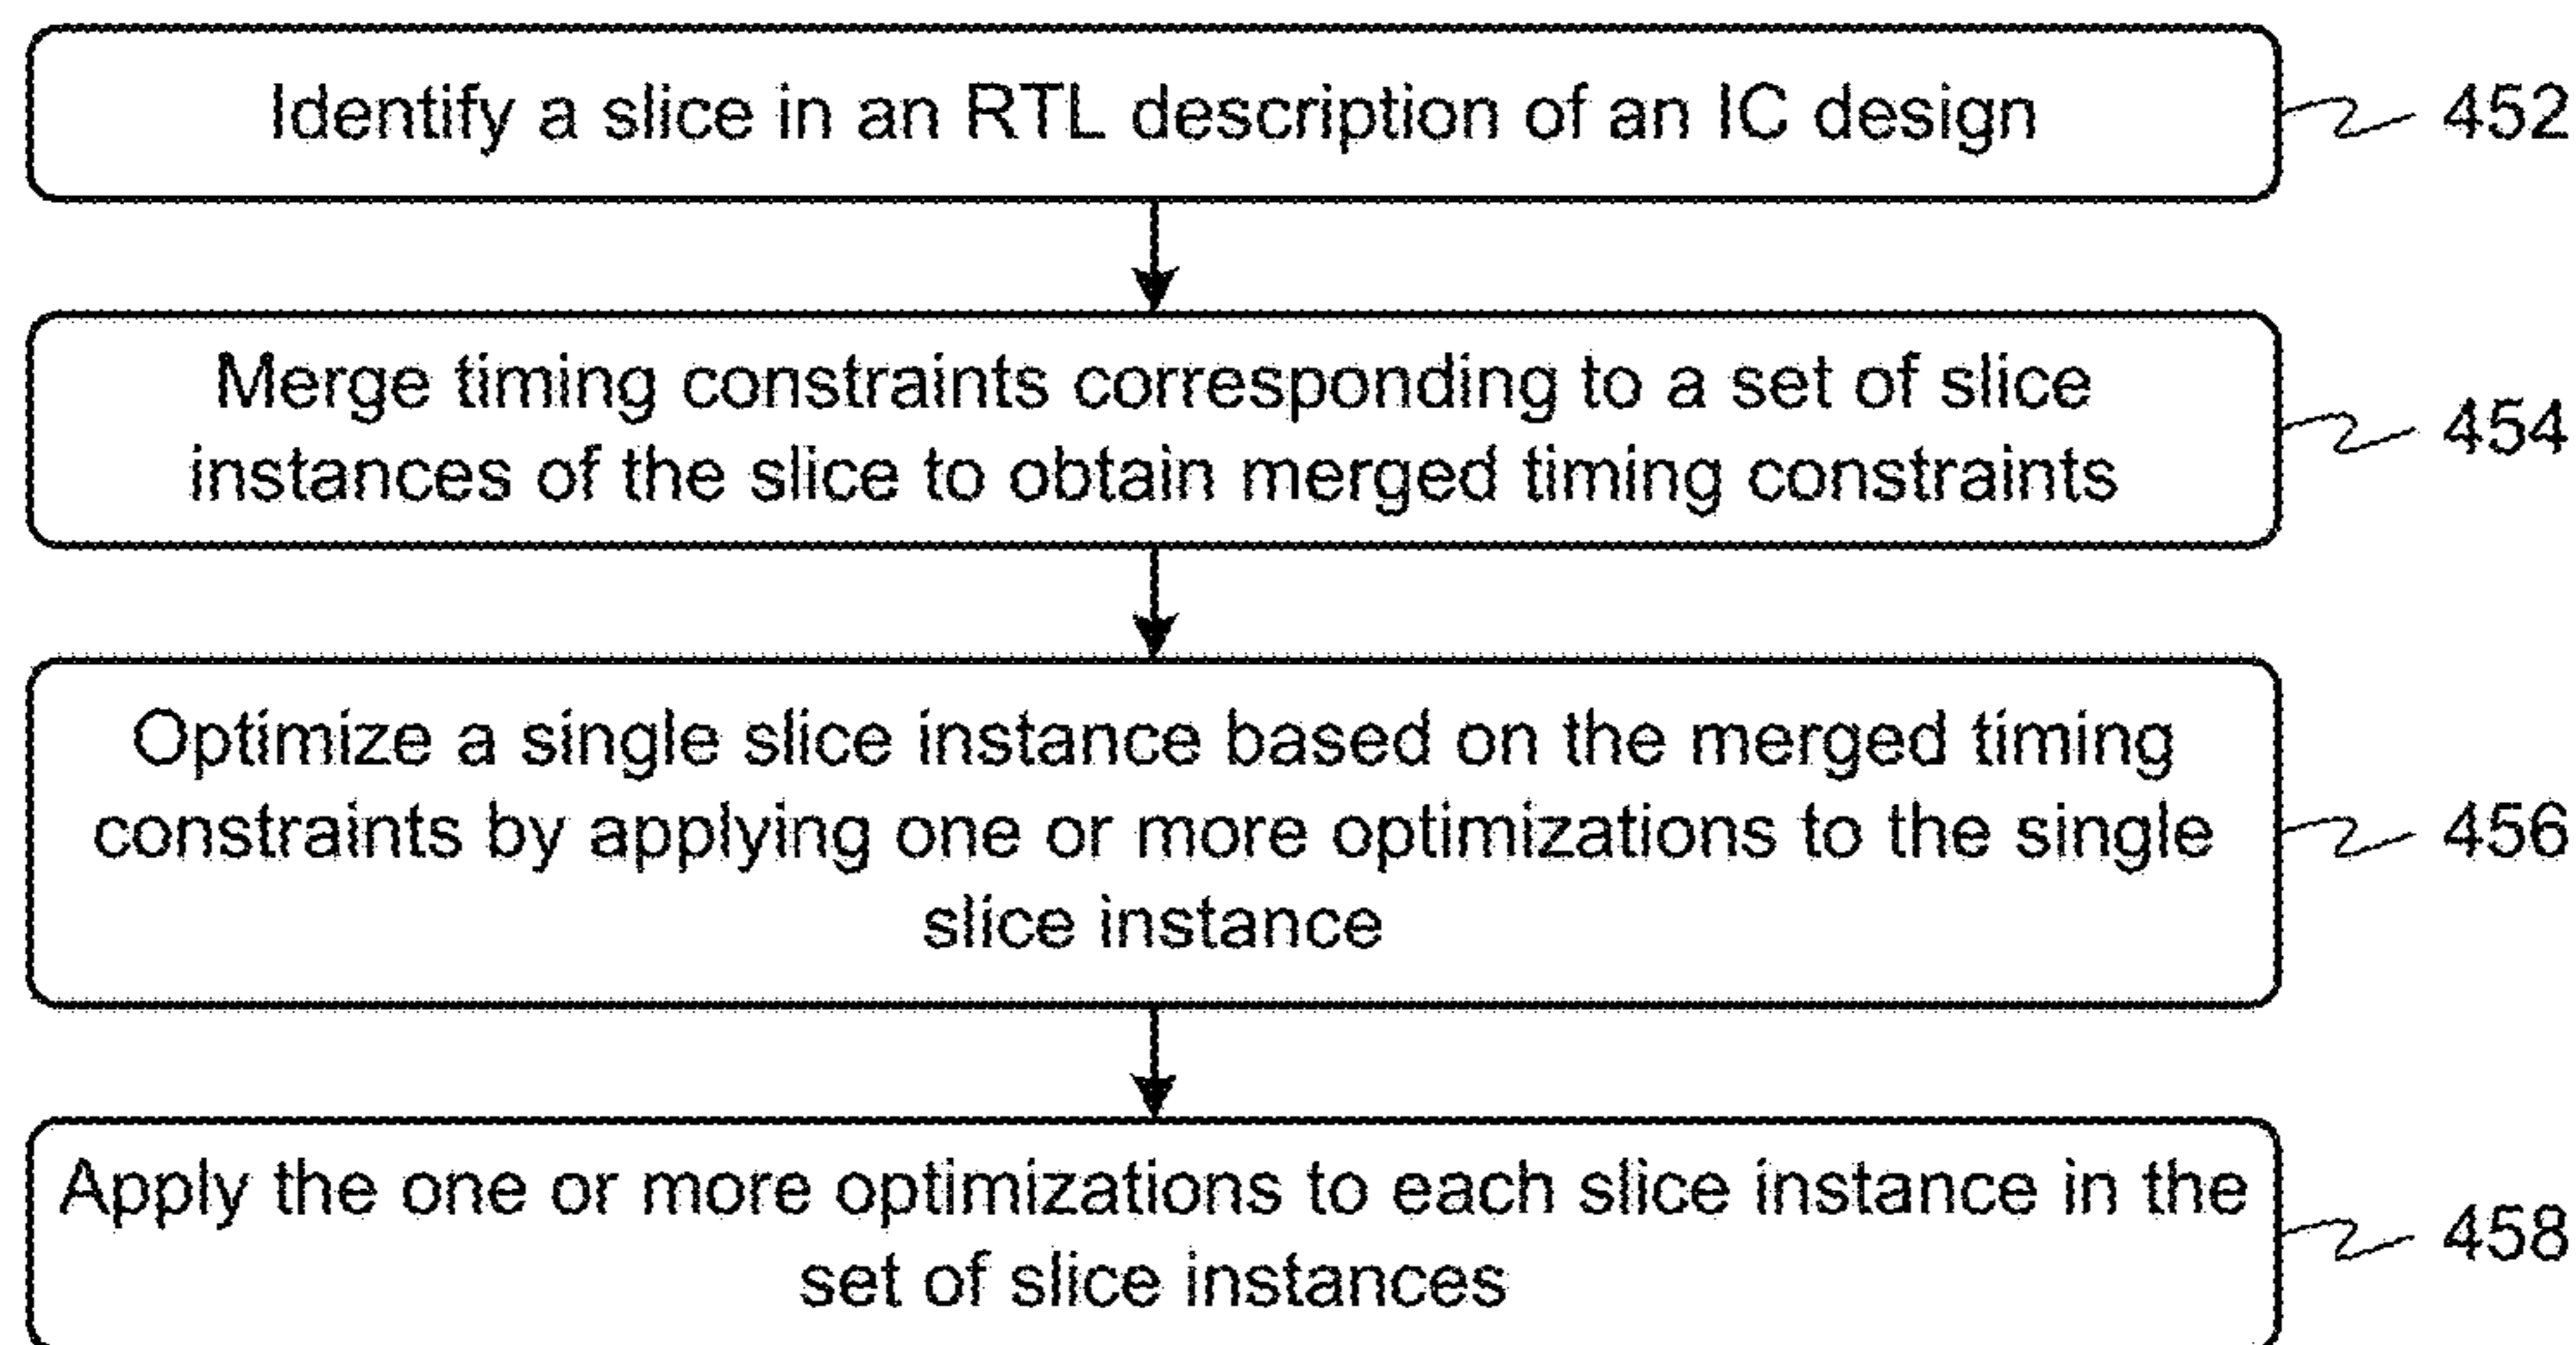 Identify a slice in an RTL description of an IC design
452
Merge timing constraints corresponding to a set of slice
instances of the slice to obtain merged timing constraints
454
Optimize a single slice instance based on the merged timing
constraints by applying one or more optimizations to the single
slice instance
456
Apply the one or more optimizations to each slice instance in the
set of slice instances
458